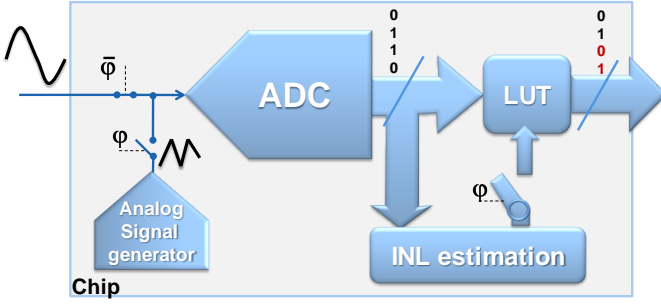 φ̄
0
1
1
0
0
1
0
1
ADC
LUT
φ
φ
Analog
Signal
generator
INL estimation
Chip